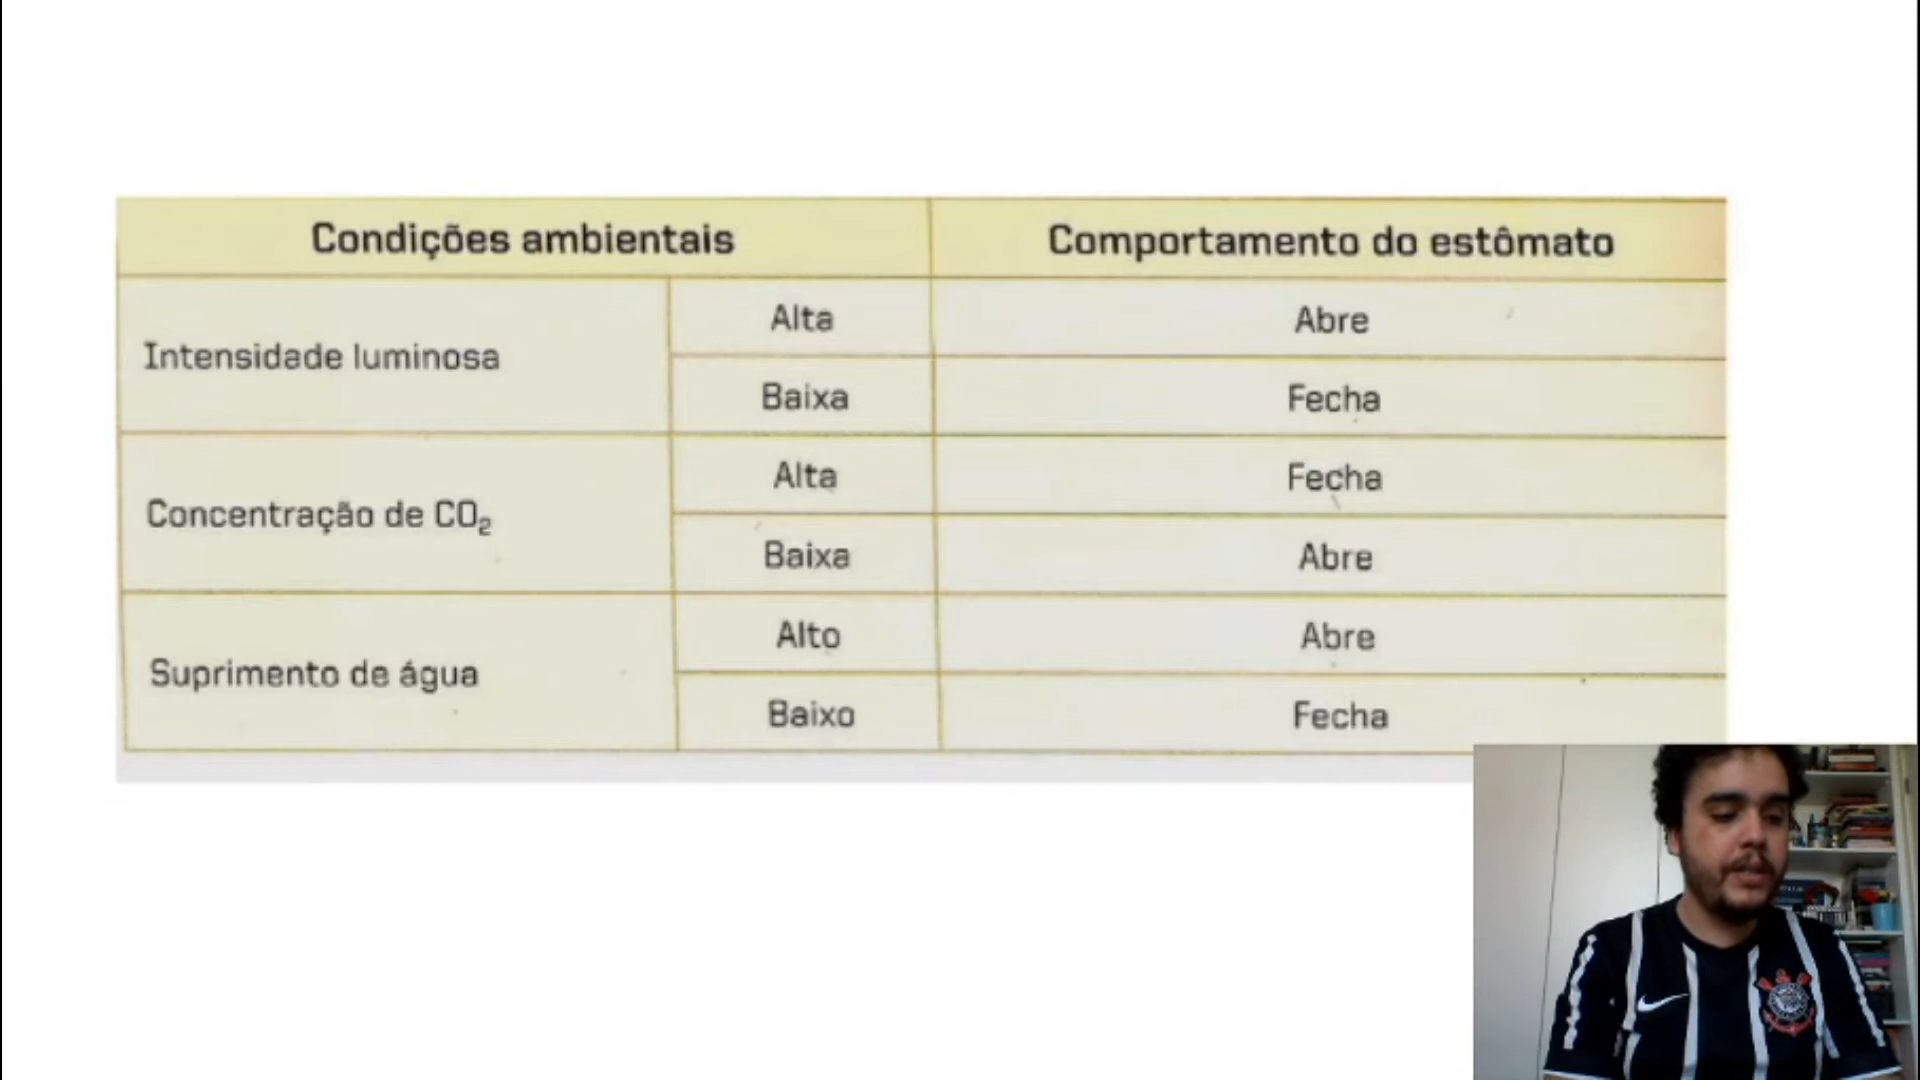 Condições ambientais Comportamento do estômato
Intensidade luminosa Alta Abre
Baixa Fecha
Concentração de CO₂ Alta Fecha
Baixa Abre
Suprimento de água Alto Abre
Baixo Fecha